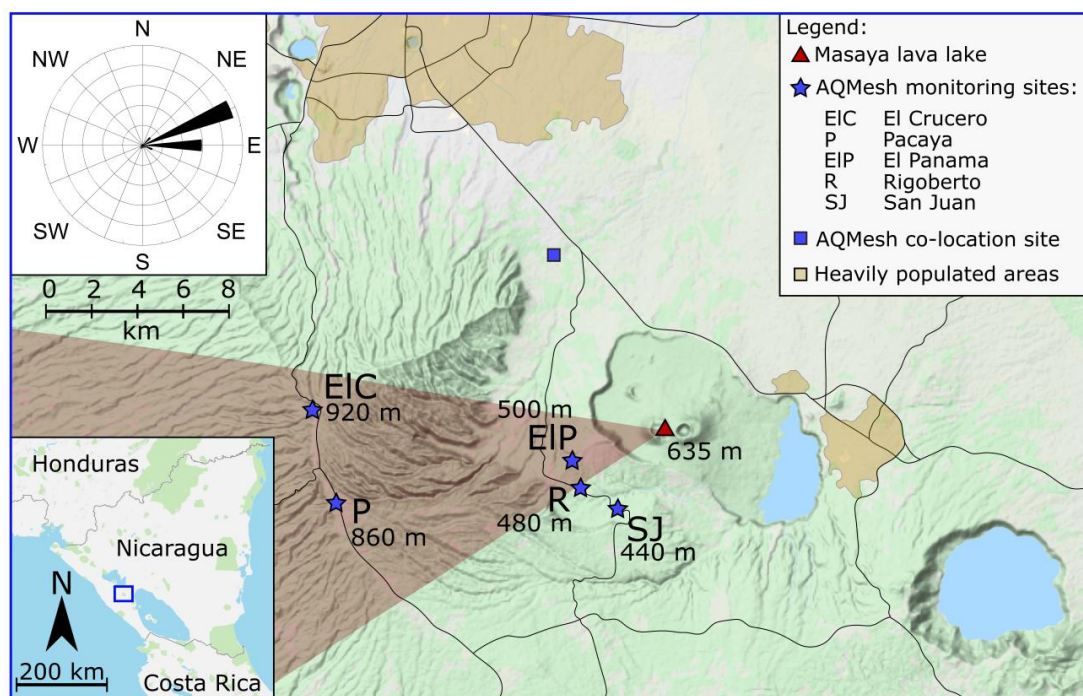 N
NW
NE
W
E
SW
SE
S
0 2 4 6 8
km
Legend:
Masaya lava lake
AQMesh monitoring sites:
ElC El Crucero
P Pacaya
ElP El Panama
R Rigoberto
SJ San Juan
AQMesh co-location site
Heavily populated areas
ElC
920 m
500 m
ElP
635 m
P
860 m
R
480 m
SJ
440 m
Honduras
Nicaragua
N
200 km
Costa Rica